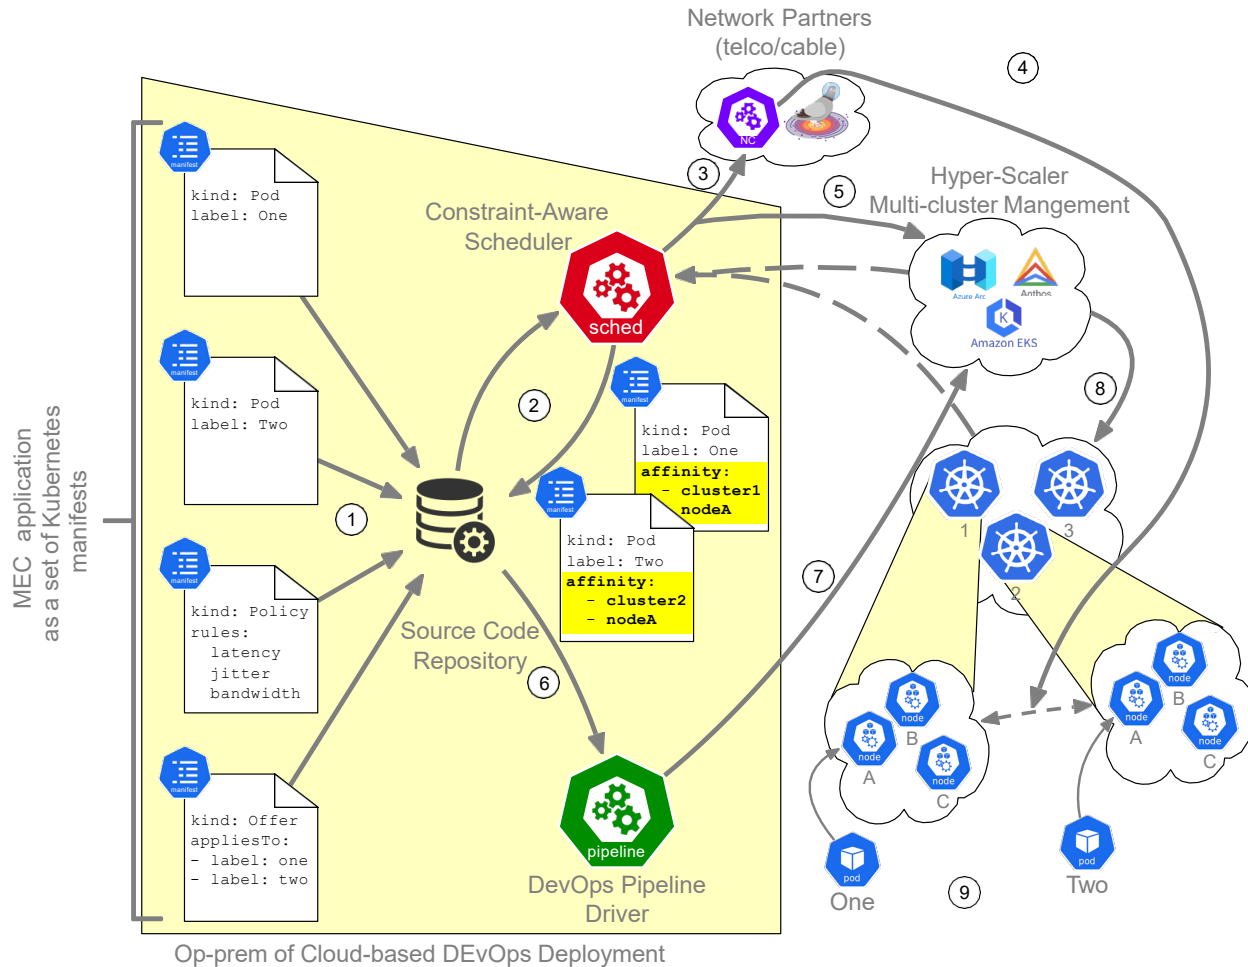 Network Partners
(telco/cable)
4
NC
3
5
Hyper-Scaler
Multi-cluster Mangement
Azure Arc
Anthos
Amazon EKS
K
8
Constraint-Aware
Scheduler
sched
2
manifest
kind: Pod
label: One
manifest
kind: Pod
label: Two
manifest
kind: Policy
rules:
latency
jitter
bandwidth
manifest
kind: Offer
appliesTo:
- label: one
- label: two
MEC application
as a set of Kubernetes
manifests
1
Source Code
Repository
manifest
kind: Pod
label: One
affinity:
- cluster1
nodeA
manifest
kind: Pod
label: Two
affinity:
- cluster2
- nodeA
6
7
pipeline
DevOps Pipeline
Driver
1
3
2
node
B
node
A
node
C
node
B
node
A
node
C
pod
One
pod
Two
9
Op-prem of Cloud-based DEvOps Deployment